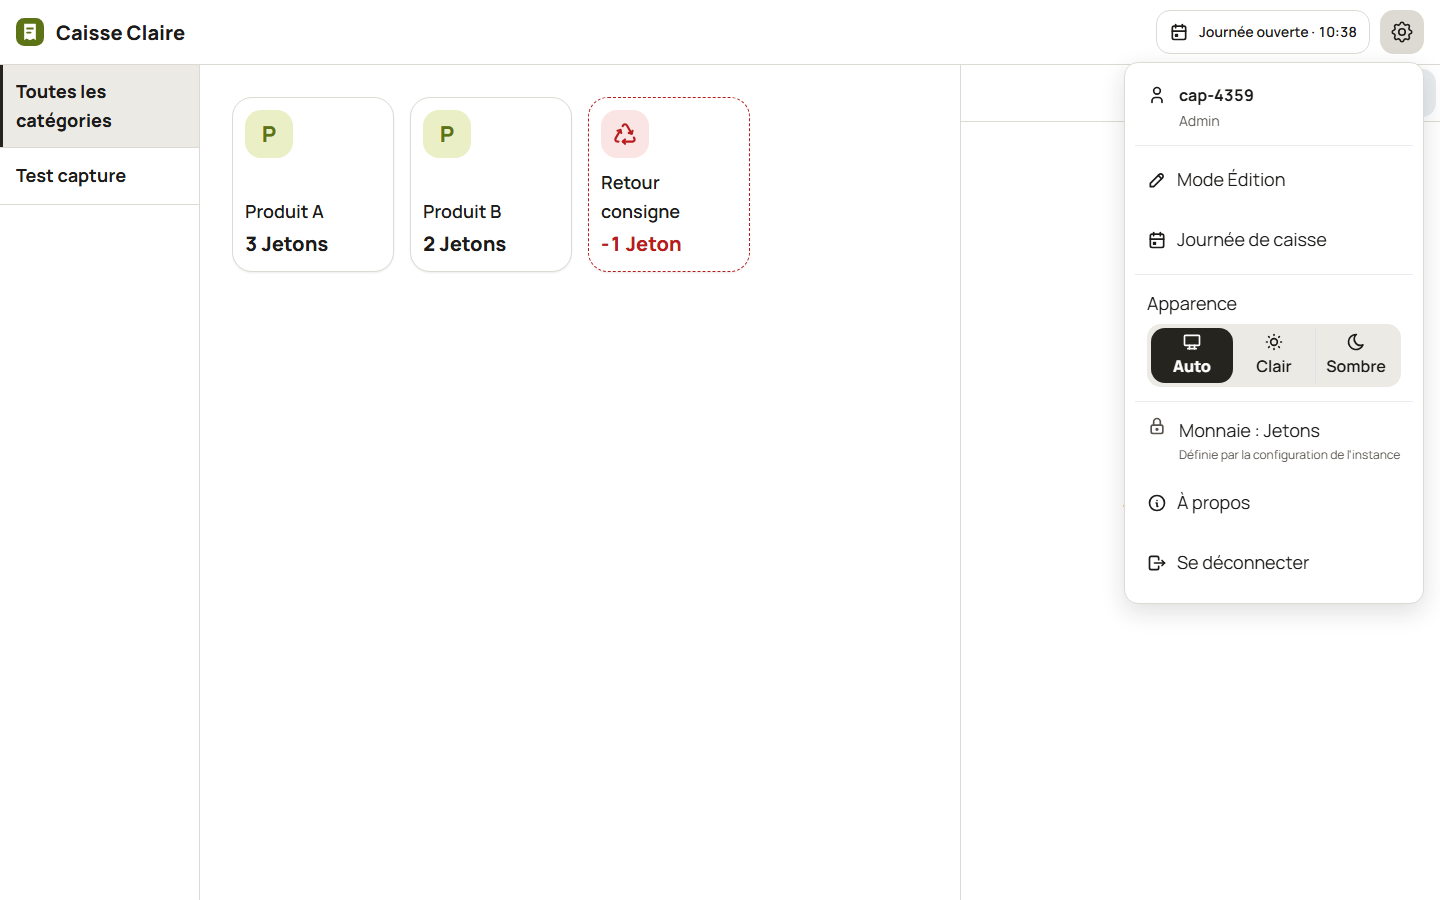 Caisse Claire
Journée ouverte · 10:38
Toutes les
catégories
Test capture
P
Produit A
3 Jetons
P
Produit B
2 Jetons
Retour
consigne
-1 Jeton
cap-4359
Admin
Mode Édition
Journée de caisse
Apparence
Auto
Clair
Sombre
Monnaie : Jetons
Définie par la configuration de l'instance
À propos
Se déconnecter